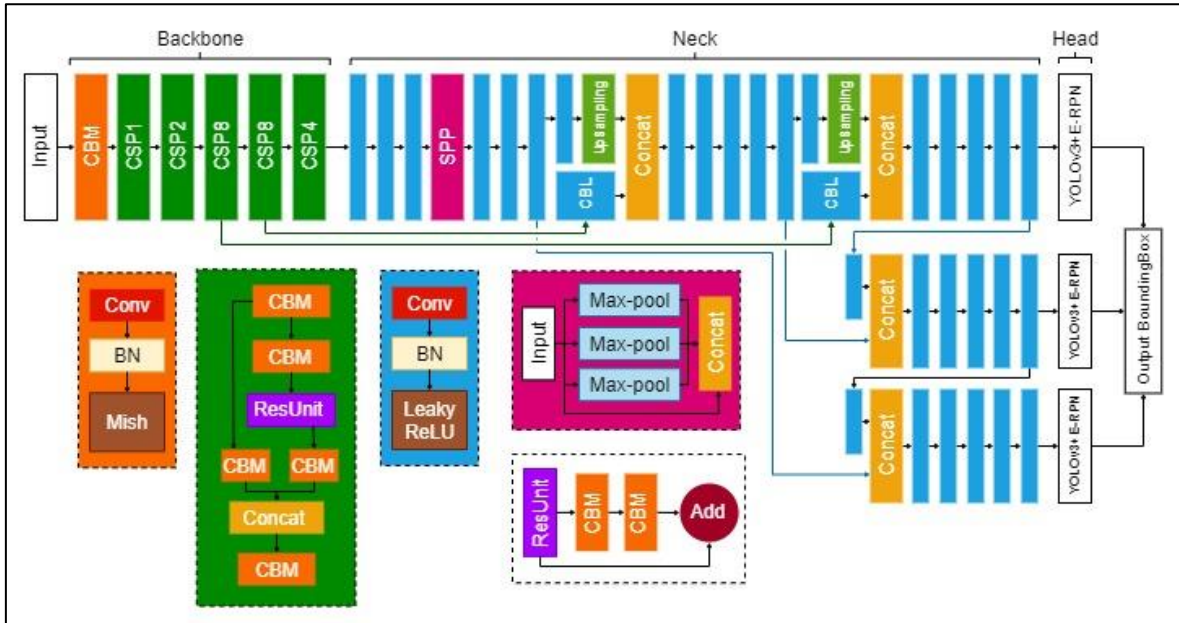 Backbone
Neck
Head
Input
CBM
CSP1
CSP2
CSP8
CSP8
CSP4
SPP
Upsampling
CBL
Concat
Upsampling
CBL
Concat
YOLOv3+E-RPN
Concat
YOLOv3+E-RPN
Concat
YOLOv3+E-RPN
Output BoundingBox
Conv
BN
Mish
CBM
CBM
ResUnit
CBM
CBM
Concat
CBM
Conv
BN
Leaky
ReLU
Input
Max-pool
Max-pool
Max-pool
Concat
ResUnit
CBM
CBM
Add